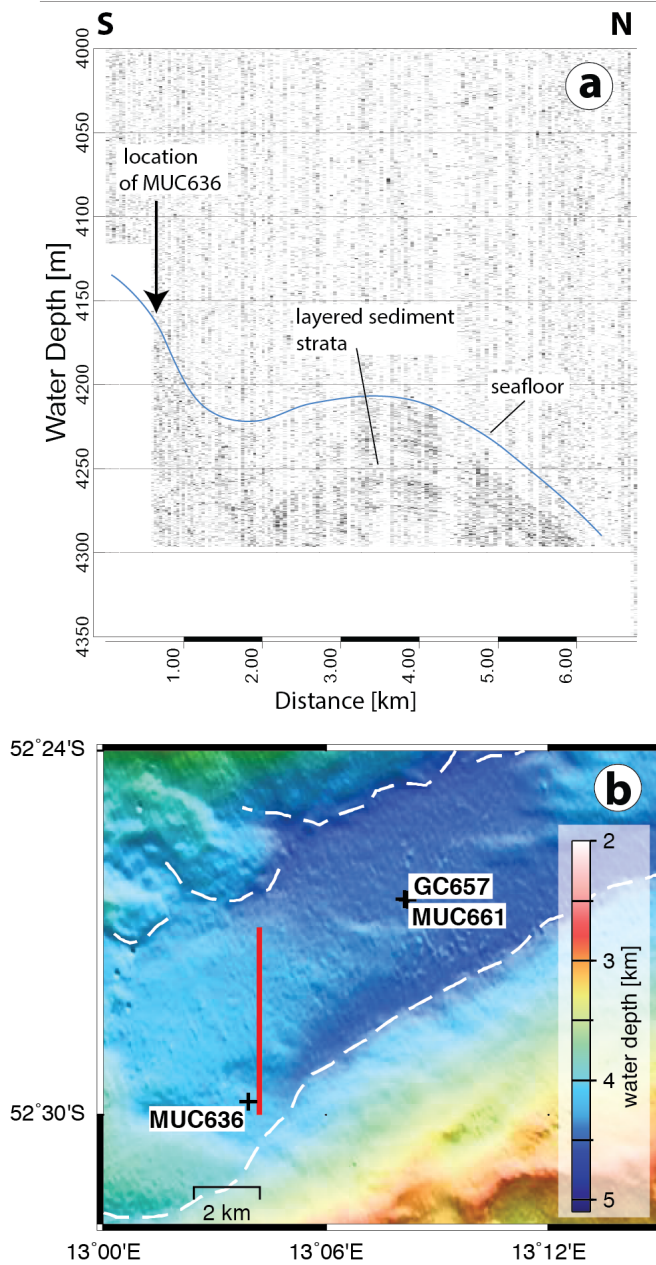 S N
4000
a
4050
location
of MUC636
4100
Water Depth [m]
4150
layered sediment
strata
4200
seafloor
4250
4300
4350
1.00 2.00 3.00 4.00 5.00 6.00
Distance [km]
52°24'S
b
2
GC657
MUC661
3
water depth [km]
4
MUC636
52°30'S
5
2 km
13°00'E 13°06'E 13°12'E